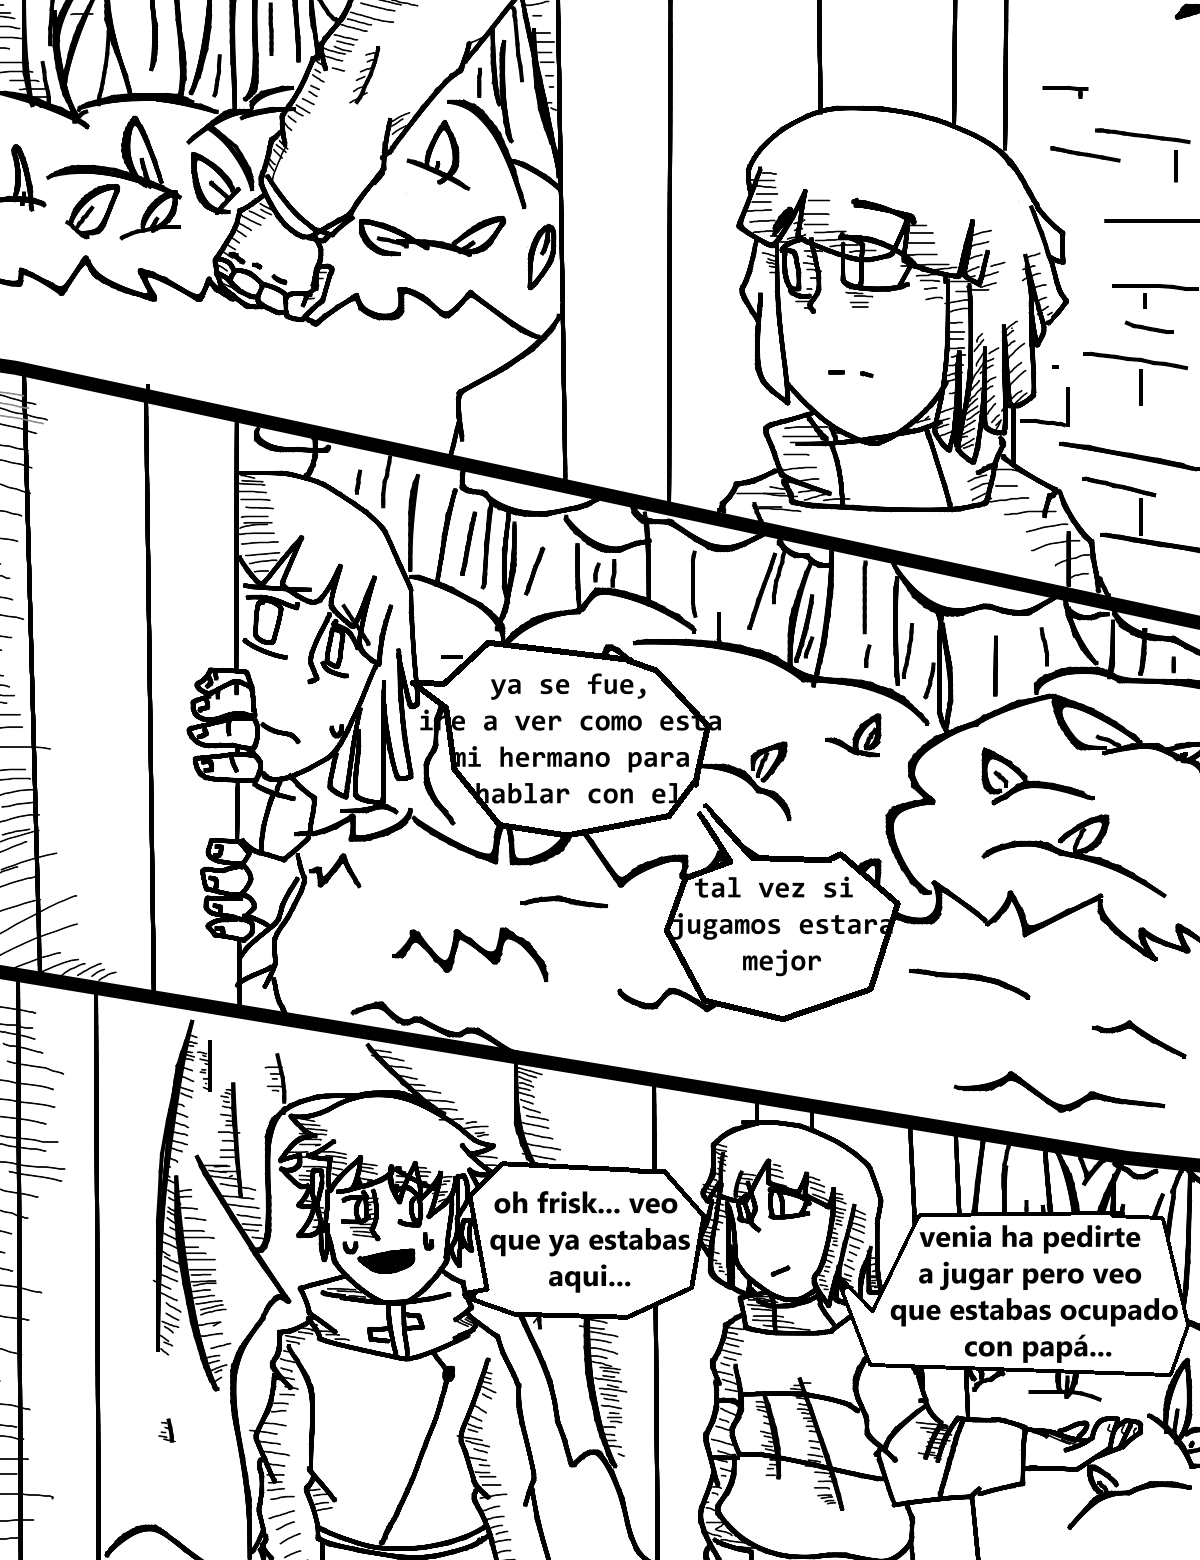 ya se fue,
ire a ver como esta
mi hermano para
hablar con el
tal vez si
jugamos estara
mejor
oh frisk... veo
que ya estabas
aqui...
venia ha pedirte
a jugar pero veo
que estabas ocupado
con papá...